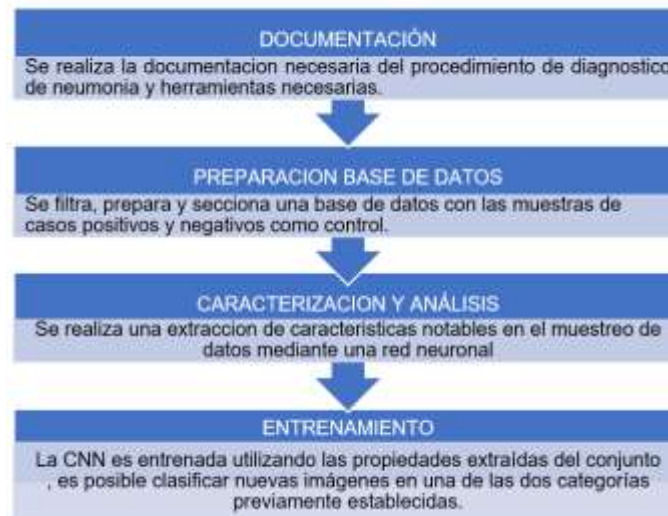 DOCUMENTACIÓN
Se realiza la documentacion necesaria del procedimiento de diagnostico
de neumonia y herramientas necesarias.
PREPARACION BASE DE DATOS
Se filtra, prepara y secciona una base de datos con las muestras de
casos positivos y negativos como control.
CARACTERIZACION Y ANÁLISIS
Se realiza una extraccion de caracteristicas notables en el muestreo de
datos mediante una red neuronal
ENTRENAMIENTO
La CNN es entrenada utilizando las propiedades extraídas del conjunto
, es posible clasificar nuevas imágenes en una de las dos categorías
previamente establecidas.